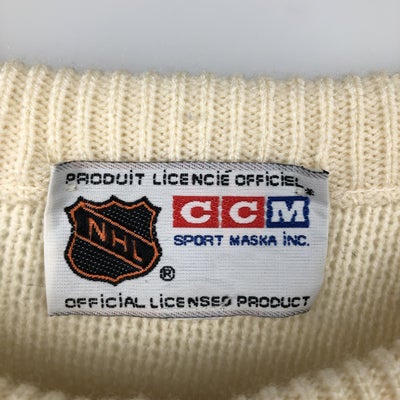 PRODUIT LICENCIÉ OFFICIEL
NHL
CCM
SPORT MASKA INC.
®
OFFICIAL LICENSED PRODUCT